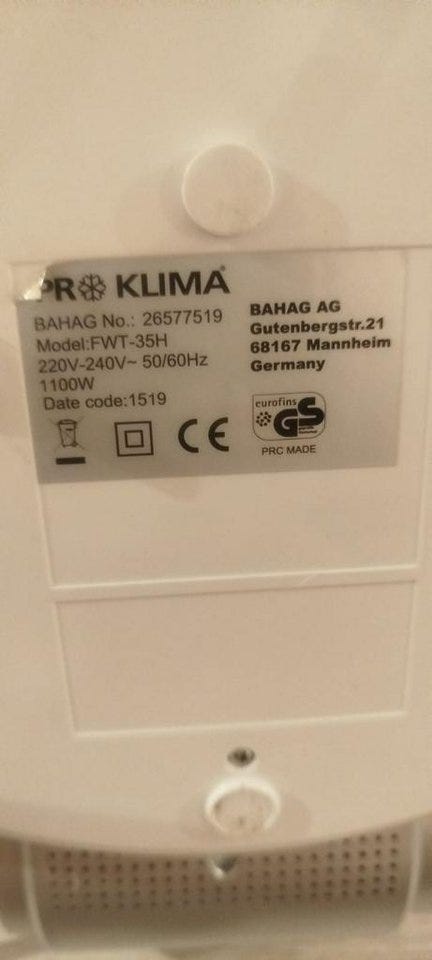 PRO KLIMA
BAHAG No.: 26577519
Model:FWT-35H
220V-240V~ 50/60Hz
1100W
Date code:1519
BAHAG AG
Gutenbergstr.21
68167 Mannheim
Germany
CE
eurofins
GS
PRC MADE